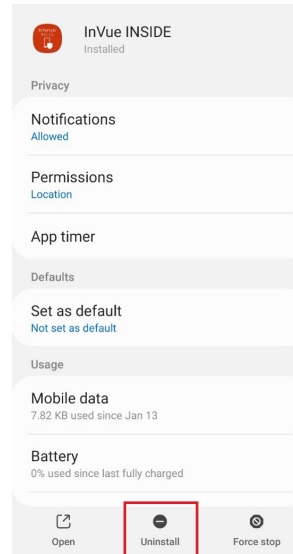 InVue INSIDE
Installed
Privacy
Notifications
Allowed
Permissions
Location
App timer
Defaults
Set as default
Not set as default
Usage
Mobile data
7.82 KB used since Jan 13
Battery
0% used since last fully charged
Open
Uninstall
Force stop